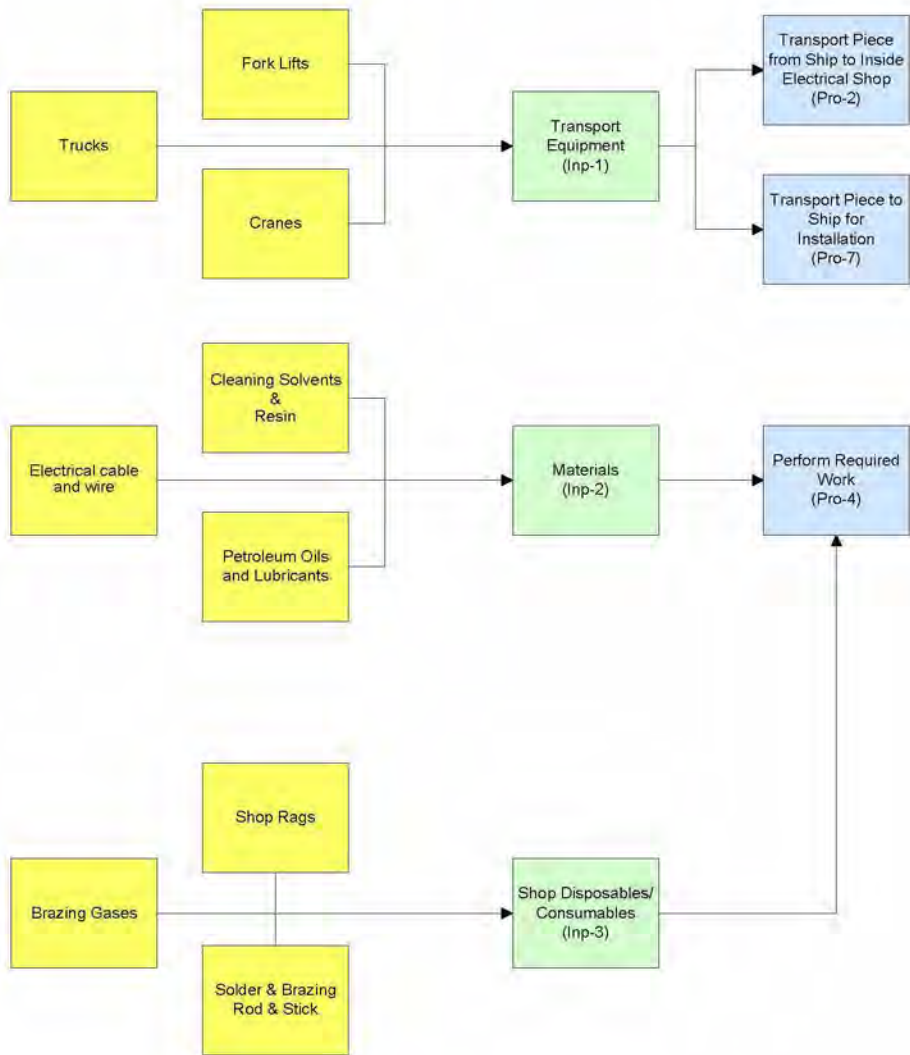 Fork Lifts
Trucks
Cranes
Transport
Equipment
(Inp-1)
Transport Piece
from Ship to Inside
Electrical Shop
(Pro-2)
Transport Piece to
Ship for
Installation
(Pro-7)
Cleaning Solvents
&
Resin
Electrical cable
and wire
Petroleum Oils
and Lubricants
Materials
(Inp-2)
Perform Required
Work
(Pro-4)
Shop Rags
Brazing Gases
Solder & Brazing
Rod & Stick
Shop Disposables/
Consumables
(Inp-3)